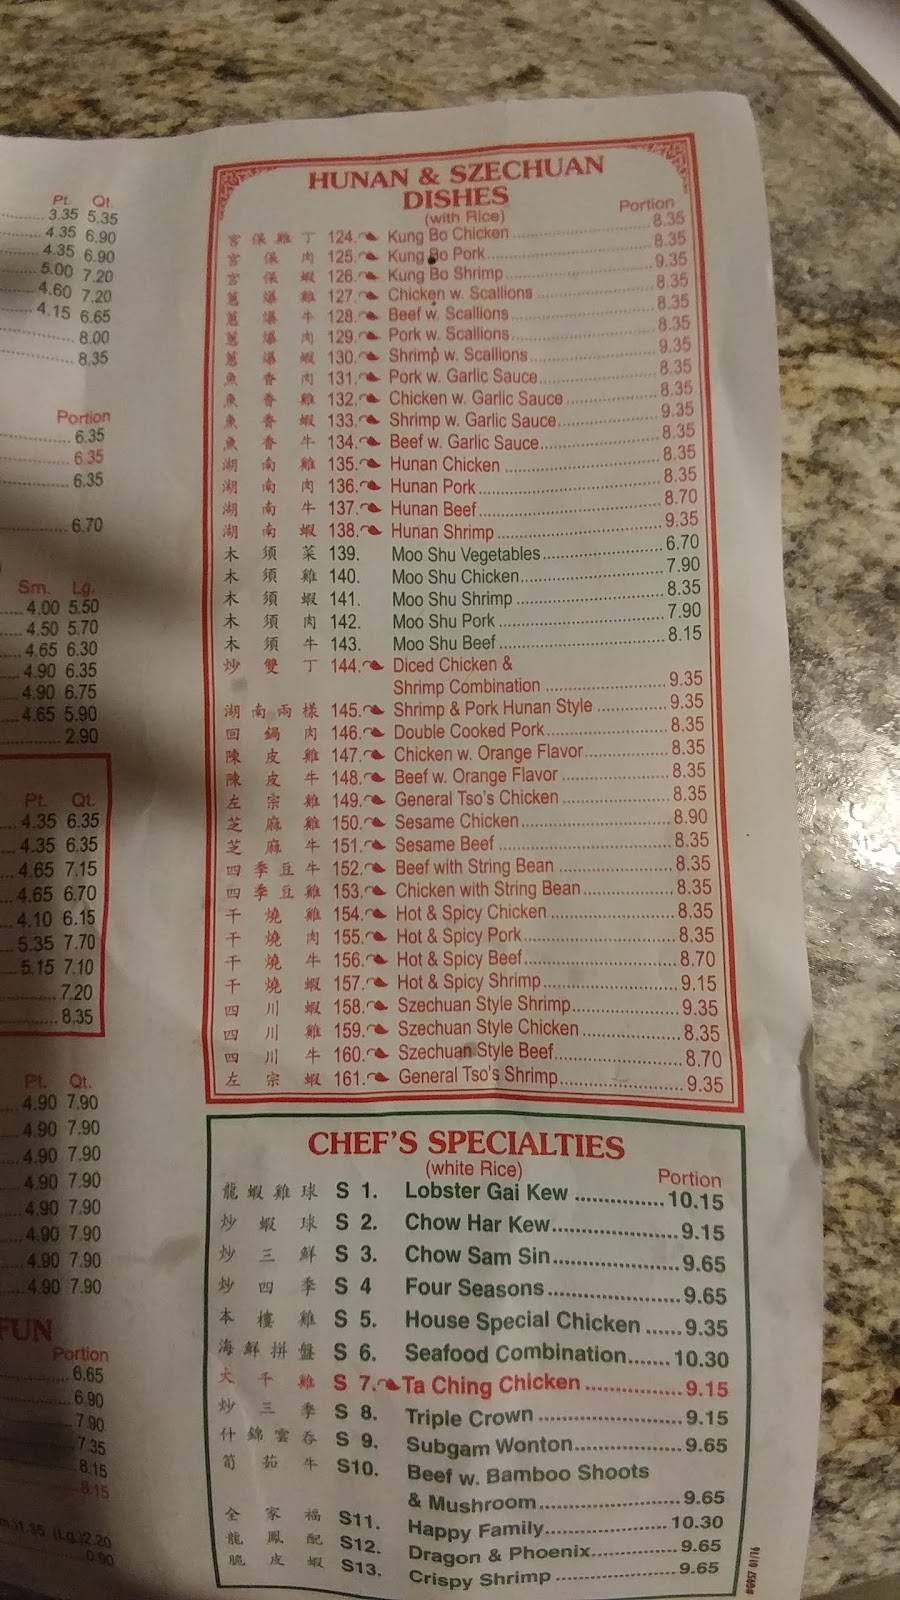 Pt. Qt.
3.35 5.35
4.35 6.90
4.35 6.90
5.00 7.20
4.60 7.20
4.15 6.65
8.00
8.35
Portion
6.35
6.35
6.35
6.70
Sm. Lg.
4.00 5.50
4.50 5.70
4.65 6.30
4.90 6.35
4.90 6.75
4.65 5.90
2.90
Pt. Qt.
4.35 6.35
4.35 6.35
4.65 7.15
4.65 6.70
4.10 6.15
5.35 7.70
5.15 7.10
7.20
8.35
Pt. Qt.
4.90 7.90
4.90 7.90
4.90 7.90
4.90 7.90
4.90 7.90
4.90 7.90
4.90 7.90
4.90 7.90
FUN
Portion
6.65
6.90
7.90
7.35
8.15
8.15
1.35 (Lg.)2.20
0.90
HUNAN & SZECHUAN
DISHES
(with Rice)
Portion
宮保雞丁 124. Kung Bo Chicken 8.35
宮保肉 125. Kung Bo Pork 8.35
宮保蝦 126. Kung Bo Shrimp 9.35
蔥爆雞 127. Chicken w. Scallions 8.35
蔥爆牛 128. Beef w. Scallions 8.35
蔥爆肉 129. Pork w. Scallions 8.35
蔥爆蝦 130. Shrimp w. Scallions 9.35
魚香肉 131. Pork w. Garlic Sauce 8.35
魚香雞 132. Chicken w. Garlic Sauce 8.35
魚香蝦 133. Shrimp w. Garlic Sauce 9.35
魚香牛 134. Beef w. Garlic Sauce 8.35
湖南雞 135. Hunan Chicken 8.35
湖南肉 136. Hunan Pork 8.35
湖南牛 137. Hunan Beef 8.70
湖南蝦 138. Hunan Shrimp 9.35
木須菜 139. Moo Shu Vegetables 6.70
木須雞 140. Moo Shu Chicken 7.90
木須蝦 141. Moo Shu Shrimp 8.35
木須肉 142. Moo Shu Pork 7.90
木須牛 143. Moo Shu Beef 8.15
炒雙丁 144. Diced Chicken &
Shrimp Combination 9.35
湖南兩樣 145. Shrimp & Pork Hunan Style 9.35
回鍋肉 146. Double Cooked Pork 8.35
陳皮雞 147. Chicken w. Orange Flavor 8.35
陳皮牛 148. Beef w. Orange Flavor 8.35
左宗雞 149. General Tso's Chicken 8.35
芝麻雞 150. Sesame Chicken 8.90
芝麻牛 151. Sesame Beef 8.35
四季豆牛 152. Beef with String Bean 8.35
四季豆雞 153. Chicken with String Bean 8.35
干燒雞 154. Hot & Spicy Chicken 8.35
干燒肉 155. Hot & Spicy Pork 8.35
干燒牛 156. Hot & Spicy Beef 8.70
干燒蝦 157. Hot & Spicy Shrimp 9.15
四川蝦 158. Szechuan Style Shrimp 9.35
四川雞 159. Szechuan Style Chicken 8.35
四川牛 160. Szechuan Style Beef 8.70
左宗蝦 161. General Tso's Shrimp 9.35
CHEF'S SPECIALTIES
(white Rice)
Portion
龍蝦雞球 S 1. Lobster Gai Kew 10.15
炒蝦球 S 2. Chow Har Kew 9.15
炒三鮮 S 3. Chow Sam Sin 9.65
炒四季 S 4 Four Seasons 9.65
本樓雞 S 5. House Special Chicken 9.35
海鮮拼盤 S 6. Seafood Combination 10.30
大千雞 S 7. Ta Ching Chicken 9.15
炒三季 S 8. Triple Crown 9.15
什錦雲吞 S 9. Subgam Wonton 9.65
筍菇牛 S10. Beef w. Bamboo Shoots
& Mushroom 9.65
全家福 S11. Happy Family 10.30
龍鳳配 S12. Dragon & Phoenix 9.65
脆皮蝦 S13. Crispy Shrimp 9.65